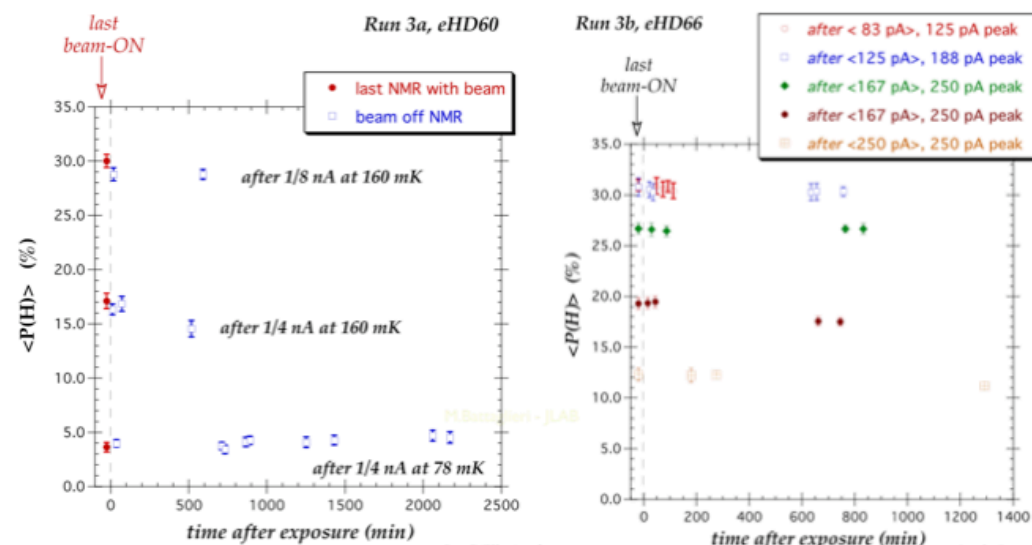 last
beam-ON
Run 3a, eHD60
last NMR with beam
beam off NMR
35.0
30.0
25.0
20.0
15.0
10.0
5.0
0.0
<P(H)> (%)
after 1/8 nA at 160 mK
after 1/4 nA at 160 mK
after 1/4 nA at 78 mK
0
500
1000
1500
2000
2500
time after exposure (min)
Run 3b, eHD66
last
beam-ON
after < 83 pA>, 125 pA peak
after <125 pA>, 188 pA peak
after <167 pA>, 250 pA peak
after <167 pA>, 250 pA peak
after <250 pA>, 250 pA peak
35.0
30.0
25.0
20.0
15.0
10.0
5.0
0.0
<P(H)> (%)
0
200
400
600
800
1000
1200
1400
time after exposure (min)
- JLAB